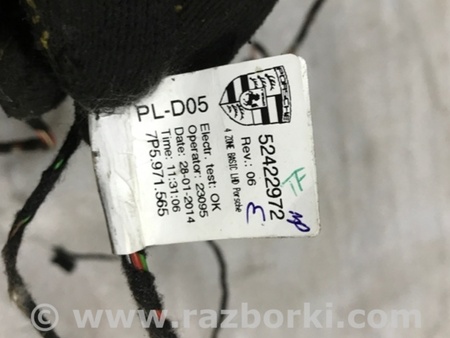 PORSCHE
52422972
Rev.: 06
4 ZONE BASIC LHD Porsche
PL-D05
Electr. test: OK
Operator: 23095
Date: 28-01-2014
Time: 11:31:06
7P5.971.565
www.razborki.com